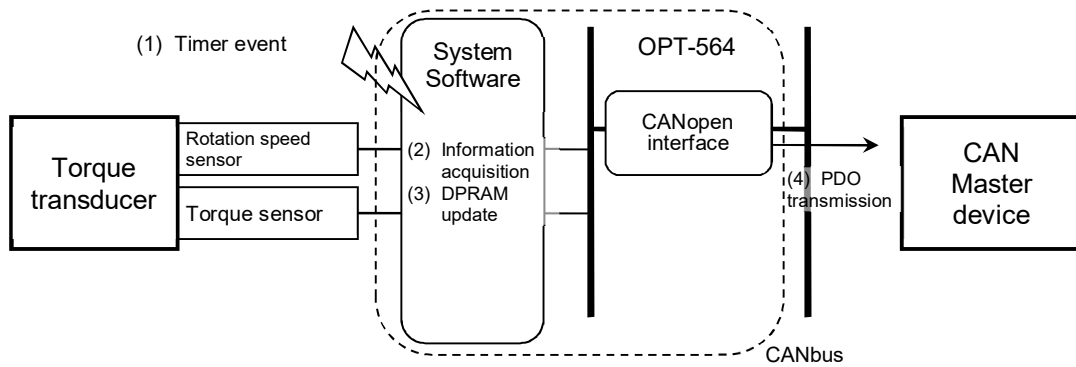 (1) Timer event
System
Software
OPT-564
Torque
transducer
Rotation speed
sensor
Torque sensor
(2) Information
acquisition
(3) DPRAM
update
CANopen
interface
(4) PDO
transmission
CAN
Master
device
CANbus